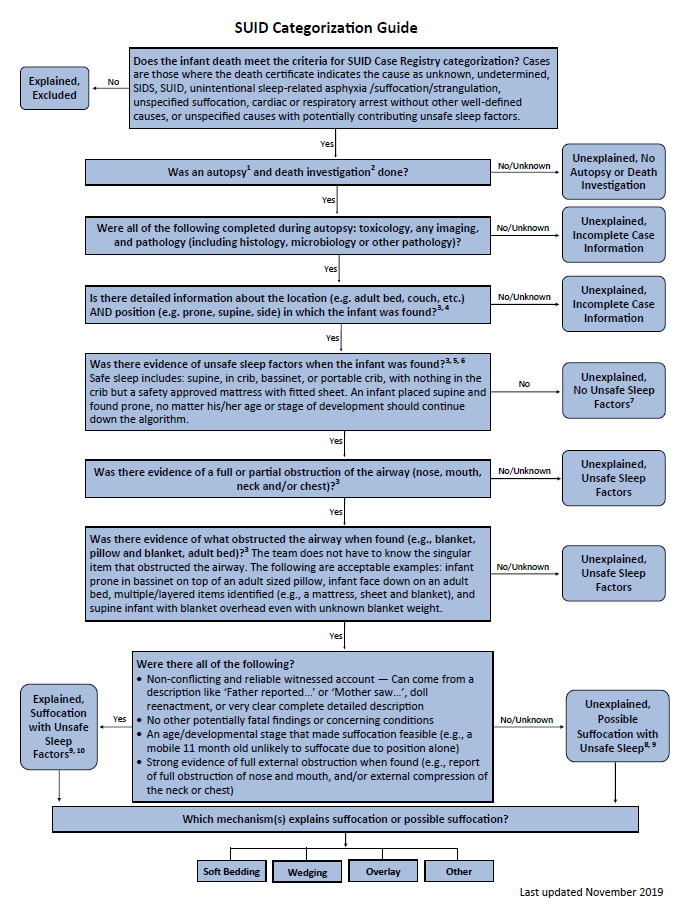 SUID Categorization Guide
Does the infant death meet the criteria for SUID Case Registry categorization? Cases
are those where the death certificate indicates the cause as unknown, undetermined,
SIDS, SUID, unintentional sleep-related asphyxia /suffocation/strangulation,
unspecified suffocation, cardiac or respiratory arrest without other well-defined
causes, or unspecified causes with potentially contributing unsafe sleep factors.
No
Explained,
Excluded
Yes
Was an autopsy1 and death investigation2 done?
No/Unknown
Unexplained, No
Autopsy or Death
Investigation
Yes
Were all of the following completed during autopsy: toxicology, any imaging,
and pathology (including histology, microbiology or other pathology)?
No/Unknown
Unexplained,
Incomplete Case
Information
Yes
Is there detailed information about the location (e.g. adult bed, couch, etc.)
AND position (e.g. prone, supine, side) in which the infant was found?3, 4
No/Unknown
Unexplained,
Incomplete Case
Information
Yes
Was there evidence of unsafe sleep factors when the infant was found?3, 5, 6
Safe sleep includes: supine, in crib, bassinet, or portable crib, with nothing in the
crib but a safety approved mattress with fitted sheet. An infant placed supine and
found prone, no matter his/her age or stage of development should continue
down the algorithm.
No
Unexplained,
No Unsafe Sleep
Factors7
Yes
Was there evidence of a full or partial obstruction of the airway (nose, mouth,
neck and/or chest)?3
No/Unknown
Unexplained,
Unsafe Sleep
Factors
Yes
Was there evidence of what obstructed the airway when found (e.g., blanket,
pillow and blanket, adult bed)?3 The team does not have to know the singular
item that obstructed the airway. The following are acceptable examples: infant
prone in bassinet on top of an adult sized pillow, infant face down on an adult
bed, multiple/layered items identified (e.g., a mattress, sheet and blanket), and
supine infant with blanket overhead even with unknown blanket weight.
No/Unknown
Unexplained,
Unsafe Sleep
Factors
Yes
Were there all of the following?
• Non-conflicting and reliable witnessed account — Can come from a
description like ‘Father reported…’ or ‘Mother saw…’, doll
reenactment, or very clear complete detailed description
• No other potentially fatal findings or concerning conditions
• An age/developmental stage that made suffocation feasible (e.g., a
mobile 11 month old unlikely to suffocate due to position alone)
• Strong evidence of full external obstruction when found (e.g., report
of full obstruction of nose and mouth, and/or external compression of
the neck or chest)
Yes
Explained,
Suffocation
with Unsafe
Sleep
Factors9, 10
No/Unknown
Unexplained,
Possible
Suffocation with
Unsafe Sleep8, 9
Which mechanism(s) explains suffocation or possible suffocation?
Soft Bedding
Wedging
Overlay
Other
Last updated November 2019